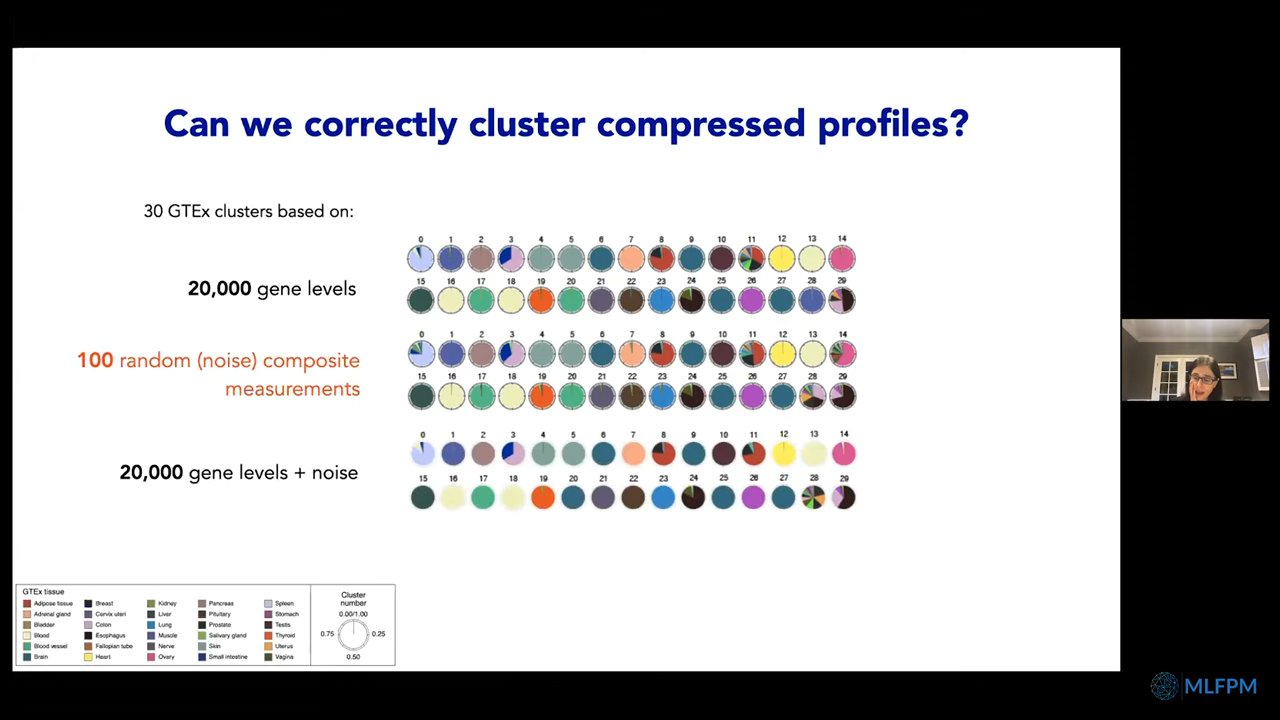 Can we correctly cluster compressed profiles?
30 GTEx clusters based on:
0 1 2 3 4 5 6 7 8 9 10 11 12 13 14
20,000 gene levels
15 16 17 18 19 20 21 22 23 24 25 26 27 28 29
0 1 2 3 4 5 6 7 8 9 10 11 12 13 14
100 random (noise) composite
measurements
15 16 17 18 19 20 21 22 23 24 25 26 27 28 29
0 1 2 3 4 5 6 7 8 9 10 11 12 13 14
20,000 gene levels + noise
15 16 17 18 19 20 21 22 23 24 25 26 27 28 29
GTEx tissue
Adipose tissue Breast Kidney Pancreas Spleen
Adrenal gland Cervix uteri Liver Pituitary Stomach
Bladder Colon Lung Prostate Testis
Blood Esophagus Muscle Salivary gland Thyroid
Blood vessel Fallopian tube Nerve Skin Uterus
Brain Heart Ovary Small intestine Vagina
Cluster
number
0.00/1.00
0.75 0.25
0.50
MLFPM